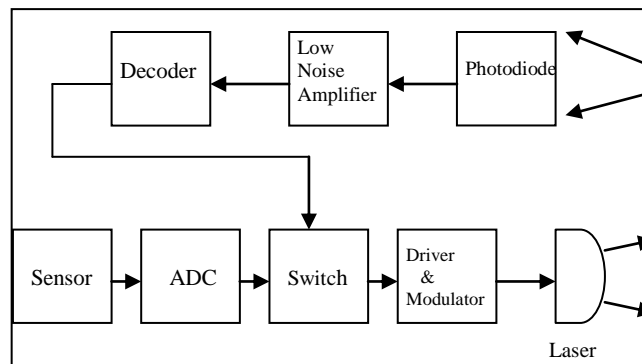 Decoder
Low
Noise
Amplifier
Photodiode
Sensor
ADC
Switch
Driver
&
Modulator
Laser